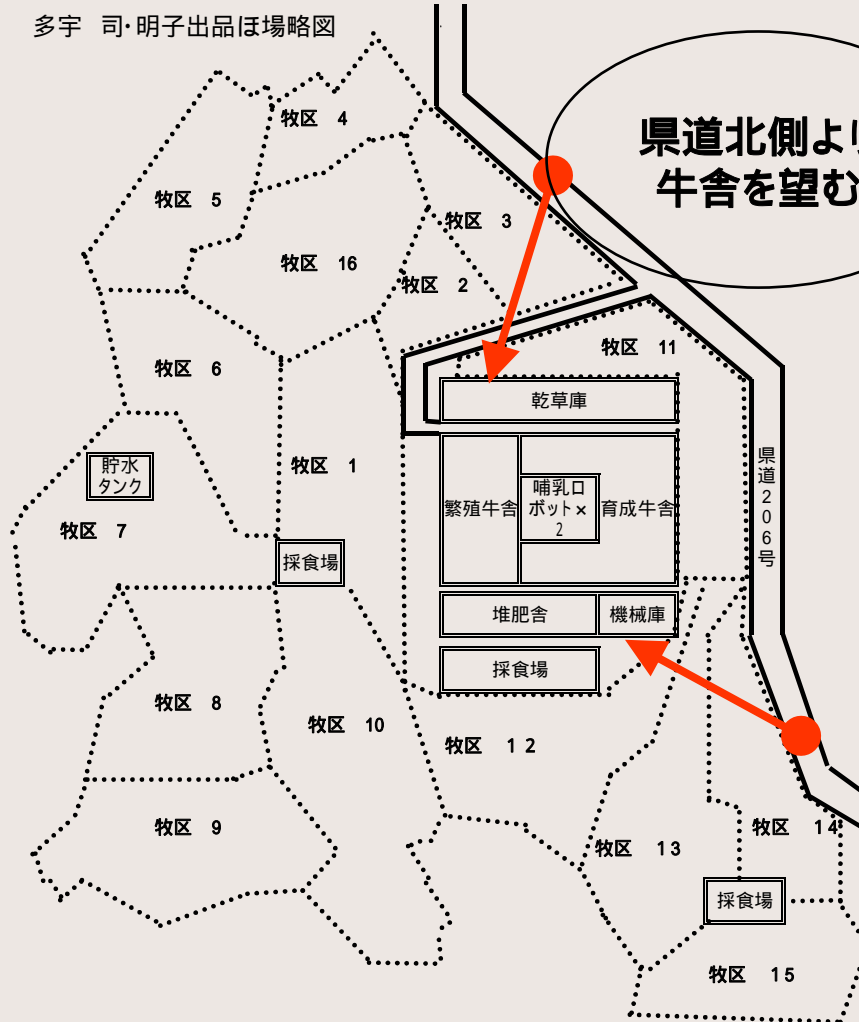 多宇 司･明子出品ほ場略図
県道北側よ
牛舎を望む
牧区 4
牧区 5
牧区 3
牧区 16
牧区 2
牧区 11
牧区 6
乾草庫
牧区 1
貯水
タンク
牧区 7
繁殖牛舎
哺乳ロ
ボット×
2
育成牛舎
県道206号
採食場
堆肥舎
機械庫
採食場
牧区 8
牧区 10
牧区 12
牧区 9
牧区 13
牧区 14
採食場
牧区 15